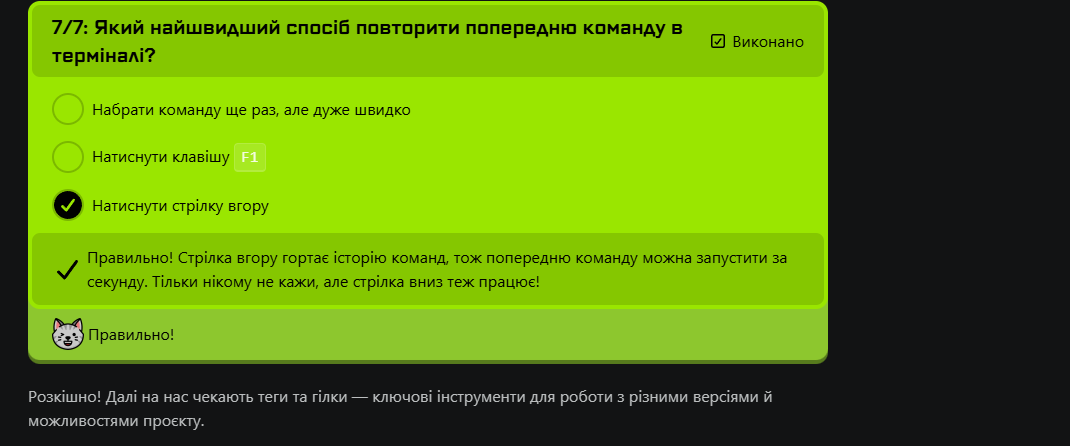 7/7: Який найшвидший спосіб повторити попередню команду в
терміналі?
Виконано
Набрати команду ще раз, але дуже швидко
Натиснути клавішу F1
Натиснути стрілку вгору
Правильно! Стрілка вгору гортає історію команд, тож попередню команду можна запустити за
секунду. Тільки нікому не кажи, але стрілка вниз теж працює!
Правильно!
Розкішно! Далі на нас чекають теги та гілки — ключові інструменти для роботи з різними версіями й
можливостями проєкту.